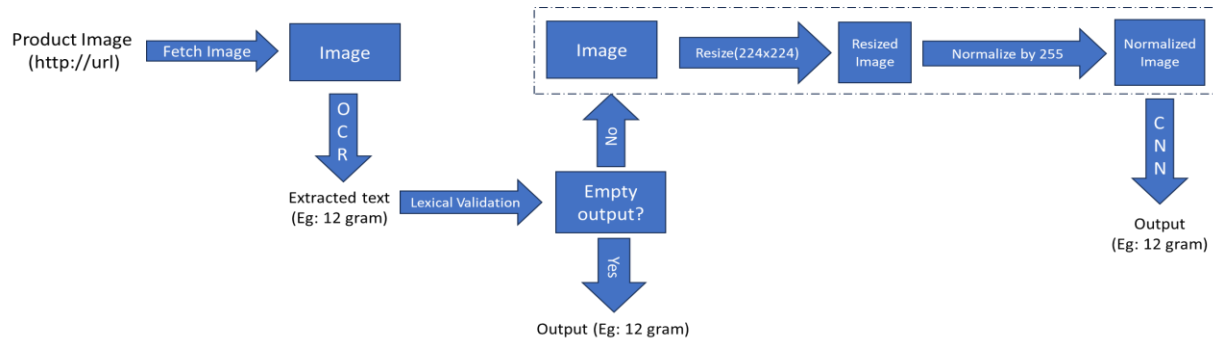 Product Image
(http://url)
Fetch Image
Image
OCR
Extracted text
(Eg: 12 gram)
Lexical Validation
Empty
output?
No
Yes
Output (Eg: 12 gram)
Image
Resize(224x224)
Resized
Image
Normalize by 255
Normalized
Image
CNN
Output
(Eg: 12 gram)